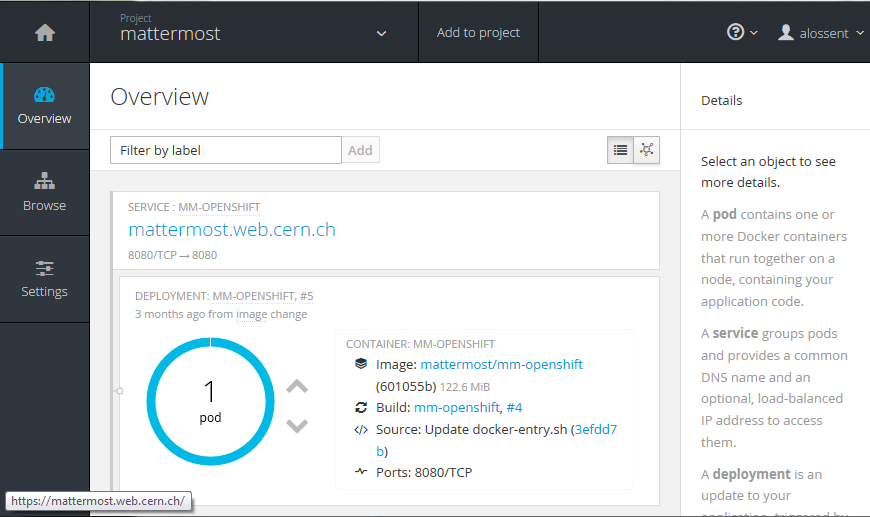 Project
mattermost
Add to project
alossent
Overview
Browse
Settings
Overview
Filter by label
Add
SERVICE : MM-OPENSHIFT
mattermost.web.cern.ch
8080/TCP → 8080
DEPLOYMENT: MM-OPENSHIFT, #5
3 months ago from image change
1
pod
CONTAINER: MM-OPENSHIFT
Image: mattermost/mm-openshift
(601055b) 122.6 MiB
Build: mm-openshift, #4
Source: Update docker-entry.sh (3efdd7
b)
Ports: 8080/TCP
Details
Select an object to see
more details.
A pod contains one or
more Docker containers
that run together on a
node, containing your
application code.
A service groups pods
and provides a common
DNS name and an
optional, load-balanced
IP address to access
them.
A deployment is an
update to your
application, triggered by
https://mattermost.web.cern.ch/